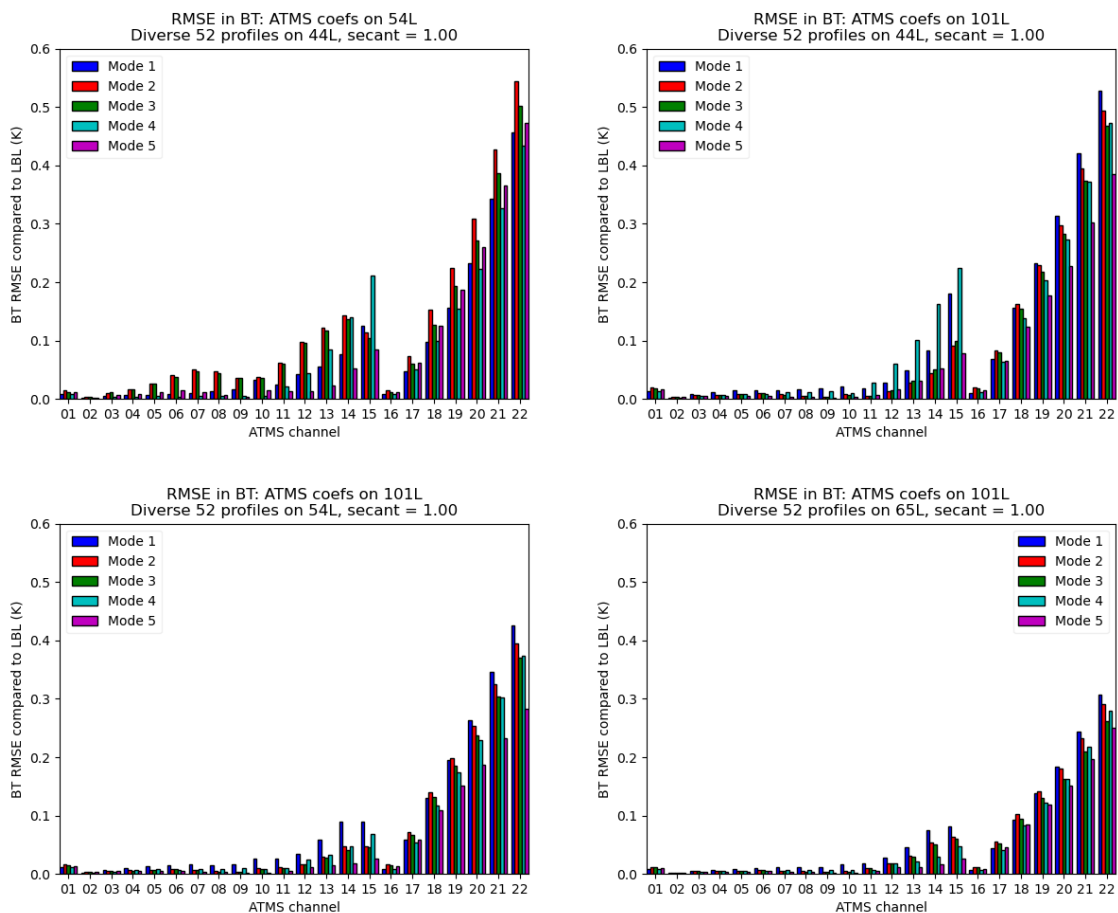 RMSE in BT: ATMS coefs on 54L
Diverse 52 profiles on 44L, secant = 1.00
0.6
0.5
0.4
0.3
0.2
0.1
0.0
BT RMSE compared to LBL (K)
Mode 1
Mode 2
Mode 3
Mode 4
Mode 5
01 02 03 04 05 06 07 08 09 10 11 12 13 14 15 16 17 18 19 20 21 22
ATMS channel
RMSE in BT: ATMS coefs on 101L
Diverse 52 profiles on 44L, secant = 1.00
0.6
0.5
0.4
0.3
0.2
0.1
0.0
BT RMSE compared to LBL (K)
Mode 1
Mode 2
Mode 3
Mode 4
Mode 5
01 02 03 04 05 06 07 08 09 10 11 12 13 14 15 16 17 18 19 20 21 22
ATMS channel
RMSE in BT: ATMS coefs on 101L
Diverse 52 profiles on 54L, secant = 1.00
0.6
0.5
0.4
0.3
0.2
0.1
0.0
BT RMSE compared to LBL (K)
Mode 1
Mode 2
Mode 3
Mode 4
Mode 5
01 02 03 04 05 06 07 08 09 10 11 12 13 14 15 16 17 18 19 20 21 22
ATMS channel
RMSE in BT: ATMS coefs on 101L
Diverse 52 profiles on 65L, secant = 1.00
0.6
0.5
0.4
0.3
0.2
0.1
0.0
BT RMSE compared to LBL (K)
Mode 1
Mode 2
Mode 3
Mode 4
Mode 5
01 02 03 04 05 06 07 08 09 10 11 12 13 14 15 16 17 18 19 20 21 22
ATMS channel